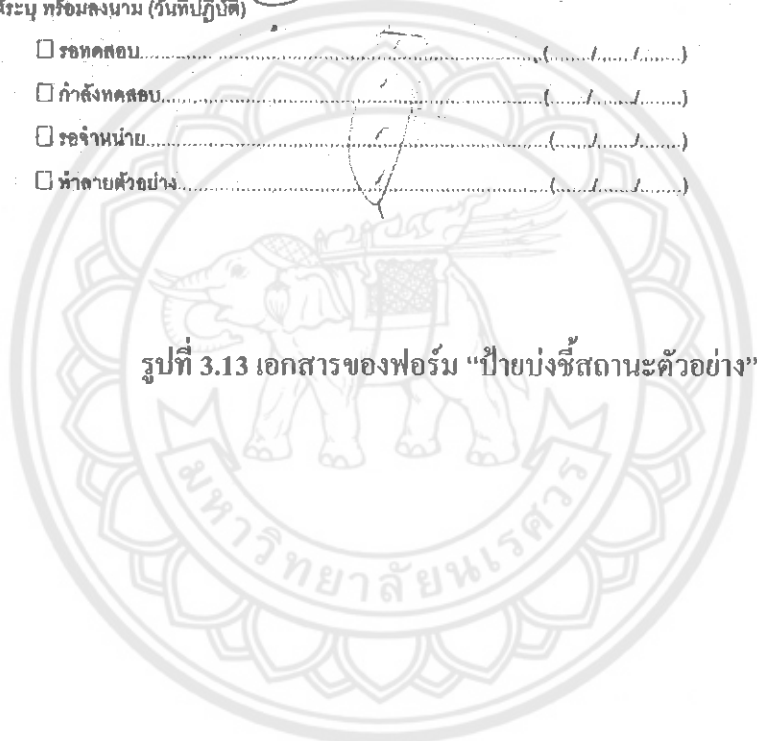 ระบุ พร้อมลงนาม (วันที่ปฏิบัติ)
☐ รอทดสอบ........................(......../......../........)
☐ กำลังทดสอบ........................(......../......../........)
☐ รอจำหน่าย........................(......../......../........)
☐ ทำลายตัวอย่าง........................(......../......../........)
รูปที่ 3.13 เอกสารของฟอร์ม “ป้ายบ่งชี้สถานะตัวอย่าง”
มหาวิทยาลัยนเรศวร